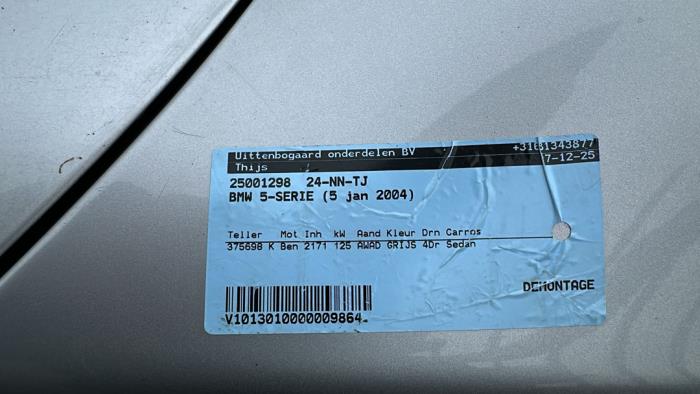 Uittenbogaard onderdelen BV +31631343877
Thijs 7-12-25
25001298 24-NN-TJ
BMW 5-SERIE (5 jan 2004)
Teller Mot Inh kW Aand Kleur Drn Carros
375698 K Ben 2171 125 AWAD GRIJS 4Dr Sedan
DEMONTAGE
V1013010000009864